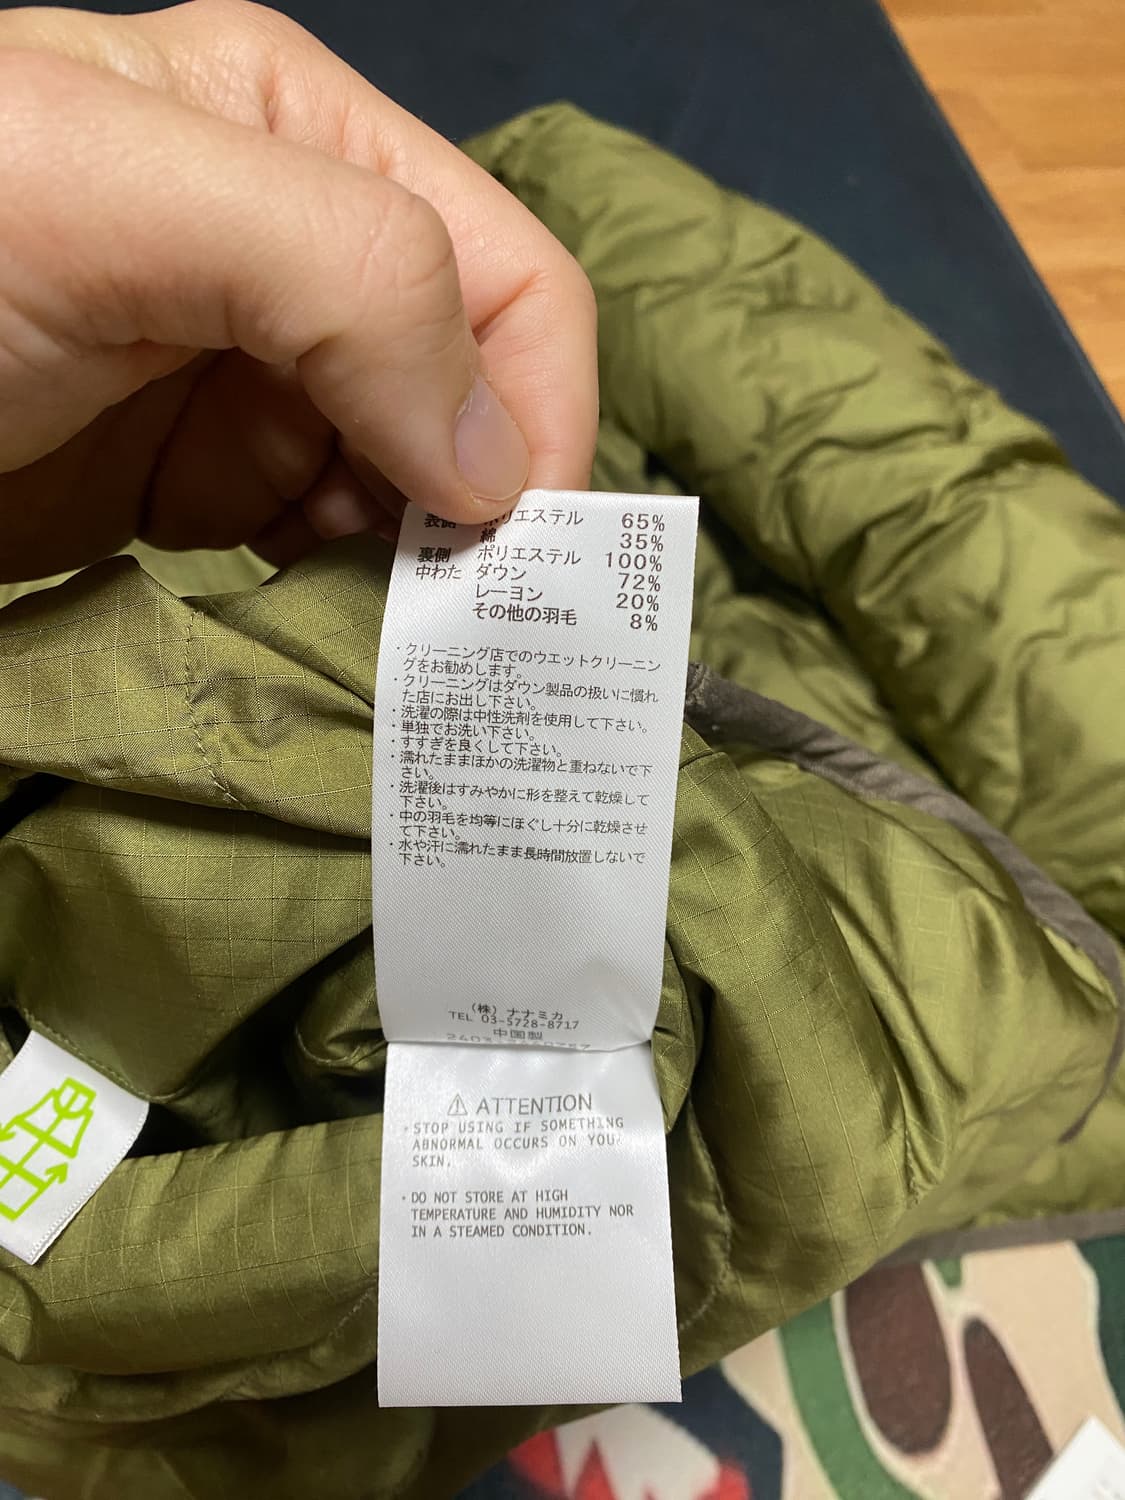 表側 ポリエステル 65%
綿 35%
裏側 ポリエステル 100%
中わた ダウン 72%
レーヨン 20%
その他の羽毛 8%
・クリーニング店でのウエットクリーニン
グをお勧めします。
・クリーニングはダウン製品の扱いに慣れ
た店にお出し下さい。
・洗濯の際は中性洗剤を使用して下さい。
・単独でお洗い下さい。
・すすぎを良くして下さい。
・濡れたままほかの洗濯物と重ねないで下
さい。
・洗濯後はすみやかに形を整えて乾燥して
下さい。
・中の羽毛を均等にほぐし十分に乾燥させ
て下さい。
・水や汗に濡れたまま長時間放置しないで
下さい。
(株) ナナミカ
TEL 03-5728-8717
中国製
⚠ ATTENTION
・STOP USING IF SOMETHING
ABNORMAL OCCURS ON YOUR
SKIN.
・DO NOT STORE AT HIGH
TEMPERATURE AND HUMIDITY NOR
IN A STEAMED CONDITION.